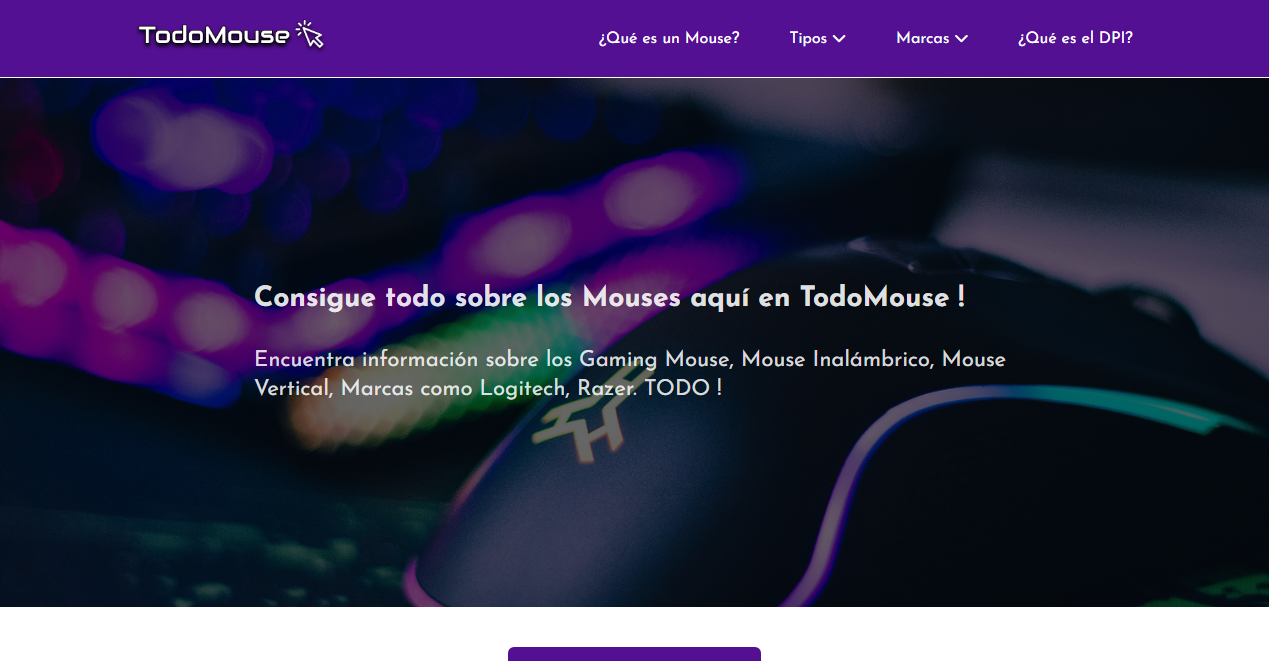 TodoMouse
¿Qué es un Mouse?
Tipos
Marcas
¿Qué es el DPI?
Consigue todo sobre los Mouses aquí en TodoMouse !
Encuentra información sobre los Gaming Mouse, Mouse Inalámbrico, Mouse
Vertical, Marcas como Logitech, Razer. TODO !